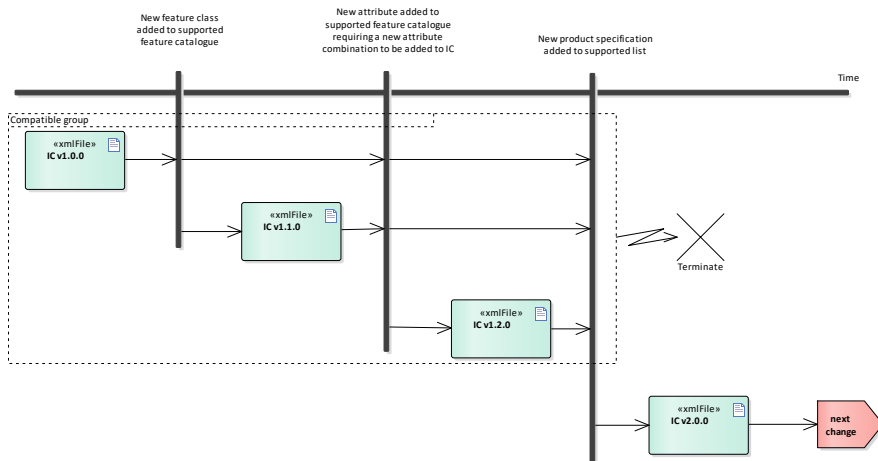 New feature class
added to supported
feature catalogue
New attribute added to
supported feature catalogue
requiring a new attribute
combination to be added to IC
New product specification
added to supported list
Time
Compatible group
«xmlFile»
IC v1.0.0
«xmlFile»
IC v1.1.0
Terminate
«xmlFile»
IC v1.2.0
«xmlFile»
IC v2.0.0
next
change